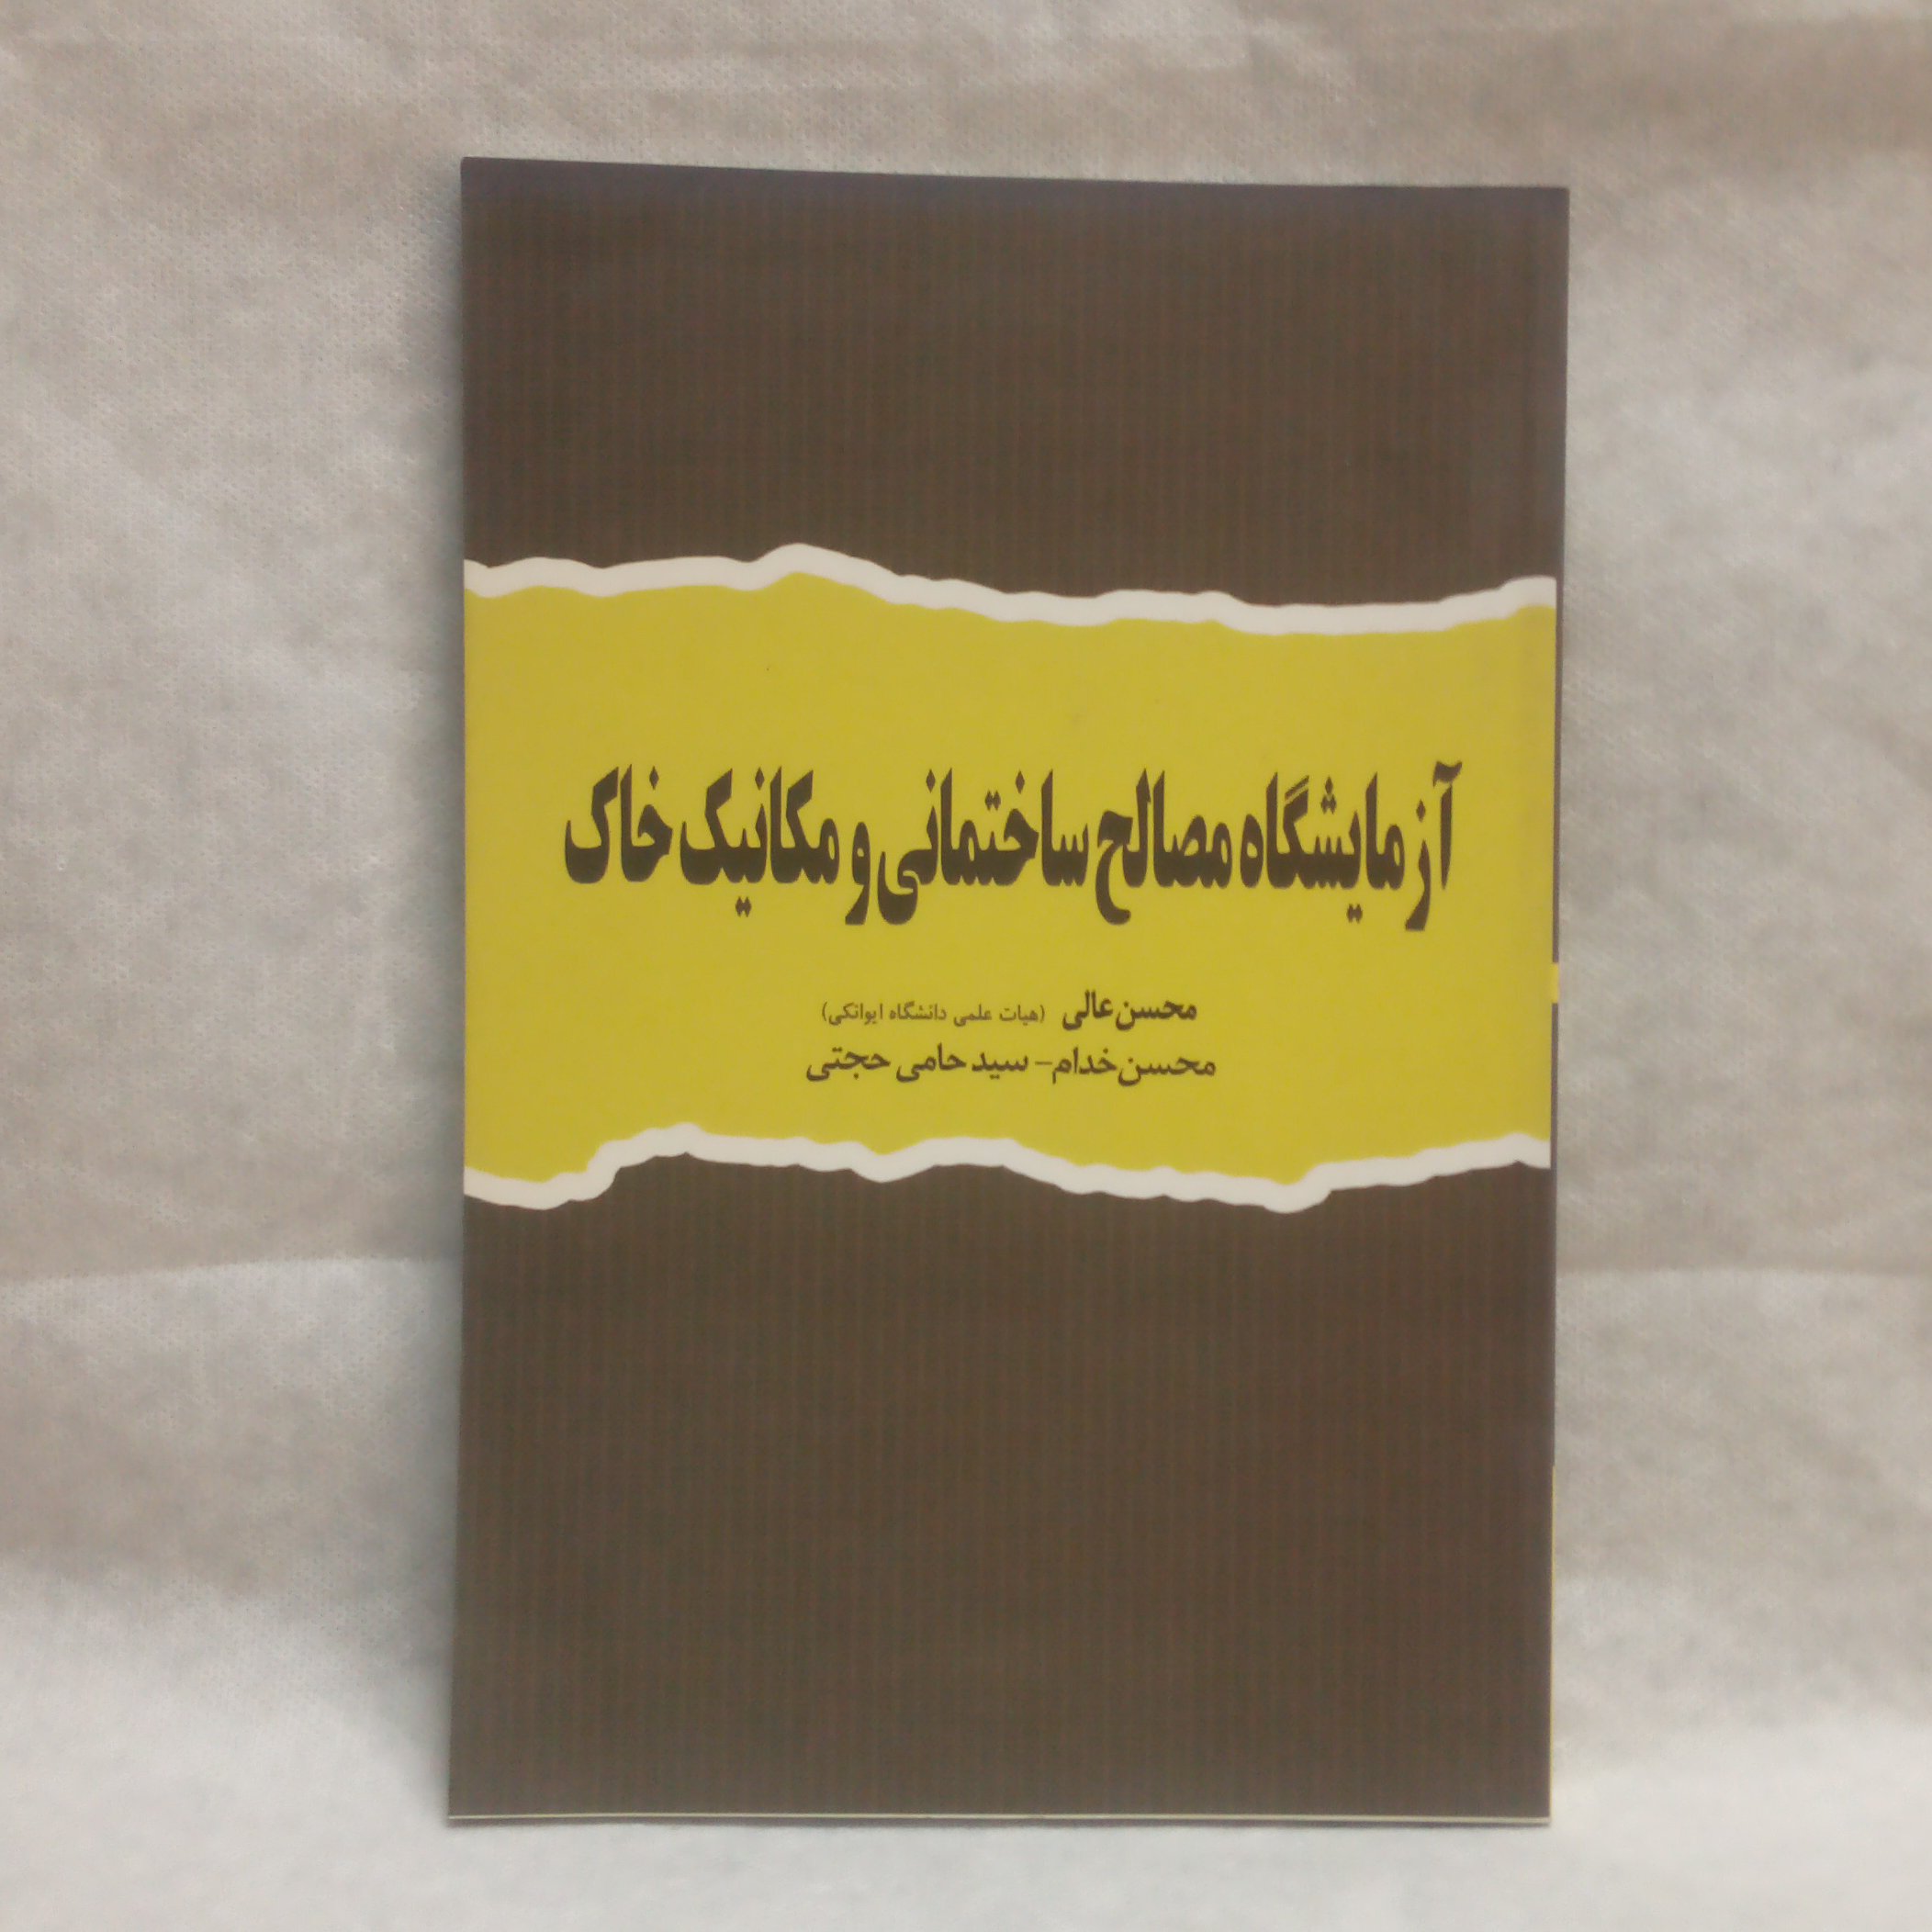 آزمایشگاه مصالح ساختمانی و مکانیک خاک
محسن عالی (هیات علمی دانشگاه ایوانکی)
محسن خدام - سید حامی حجتی